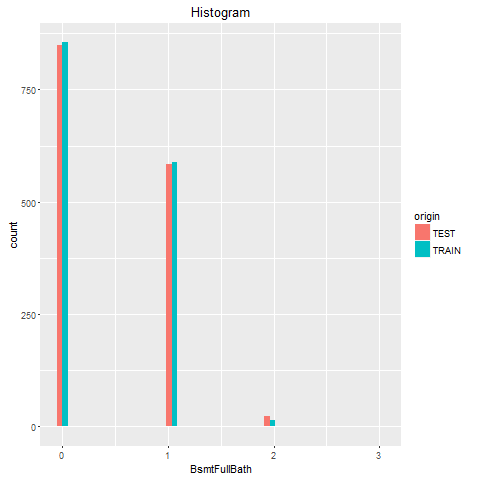 Histogram
count
750
500
250
0
0 1 2 3
BsmtFullBath
origin
TEST
TRAIN